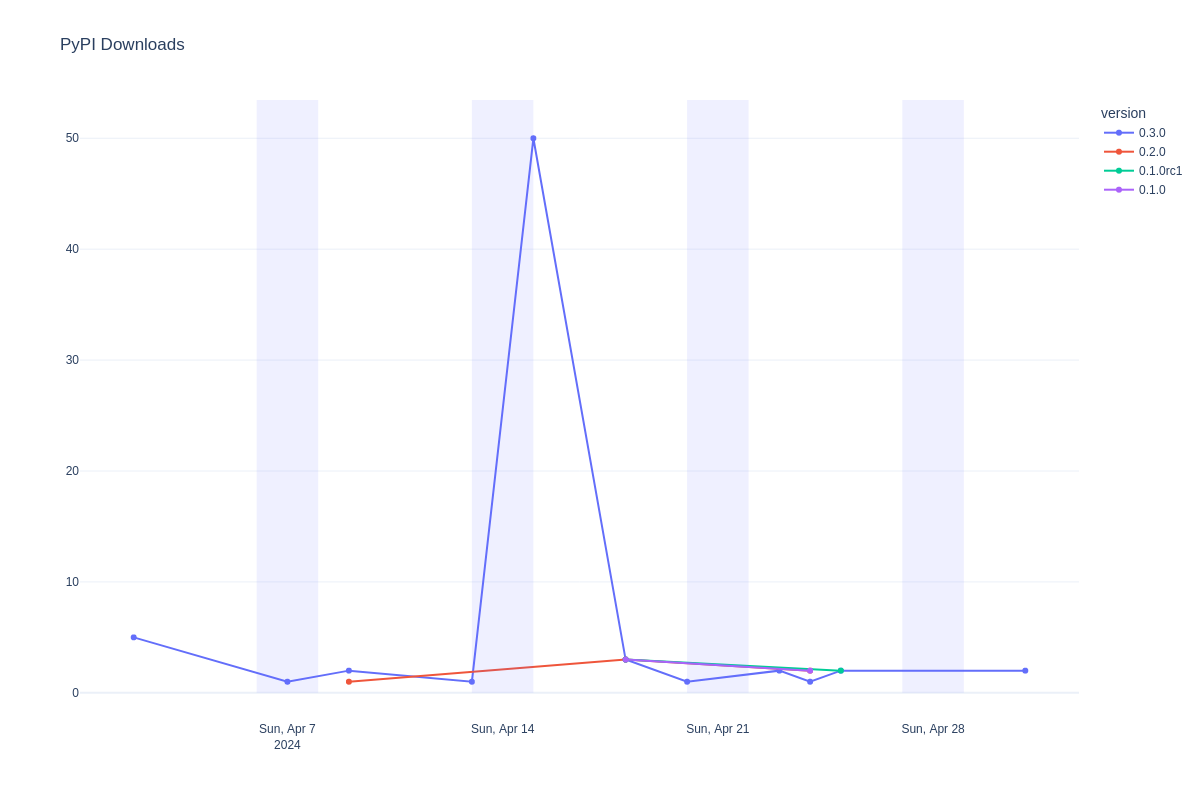 PyPI Downloads
version
0.3.0
0.2.0
0.1.0rc1
0.1.0
50
40
30
20
10
0
Sun, Apr 7
2024
Sun, Apr 14
Sun, Apr 21
Sun, Apr 28